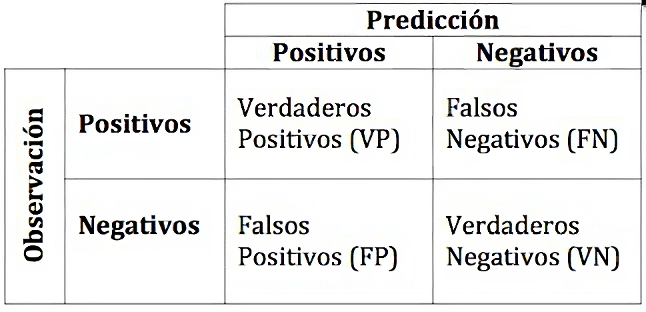 Predicción
Positivos Negativos
Observación
Positivos
Verdaderos
Positivos (VP)
Falsos
Negativos (FN)
Negativos
Falsos
Positivos (FP)
Verdaderos
Negativos (VN)